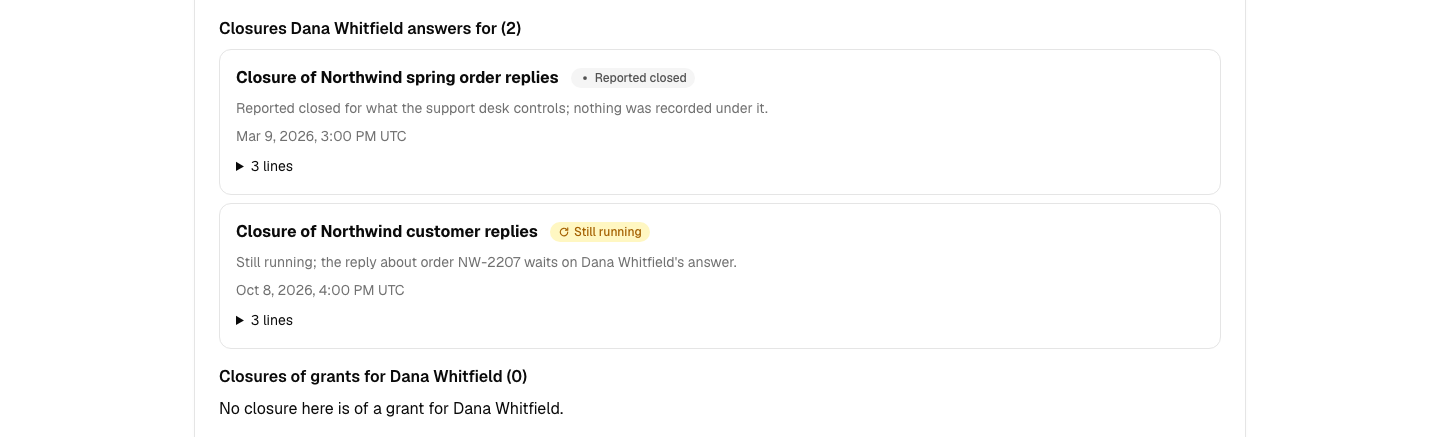 Closures Dana Whitfield answers for (2)
Closure of Northwind spring order replies
Reported closed
Reported closed for what the support desk controls; nothing was recorded under it.
Mar 9, 2026, 3:00 PM UTC
3 lines
Closure of Northwind customer replies
Still running
Still running; the reply about order NW-2207 waits on Dana Whitfield's answer.
Oct 8, 2026, 4:00 PM UTC
3 lines
Closures of grants for Dana Whitfield (0)
No closure here is of a grant for Dana Whitfield.